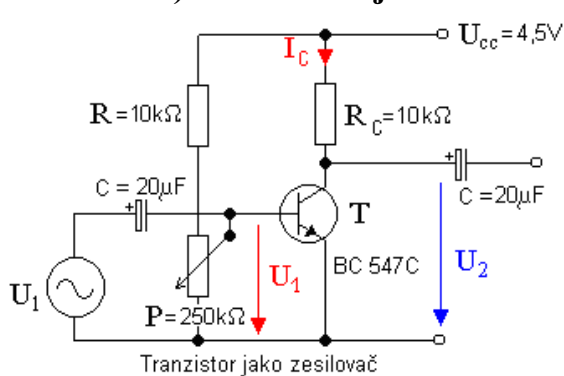 U_cc=4,5V
I_C
R=10kΩ
R_C=10kΩ
C = 20µF
T
C=20µF
U_1
BC 547C
U_2
U_1
P=250kΩ
Tranzistor jako zesilovač